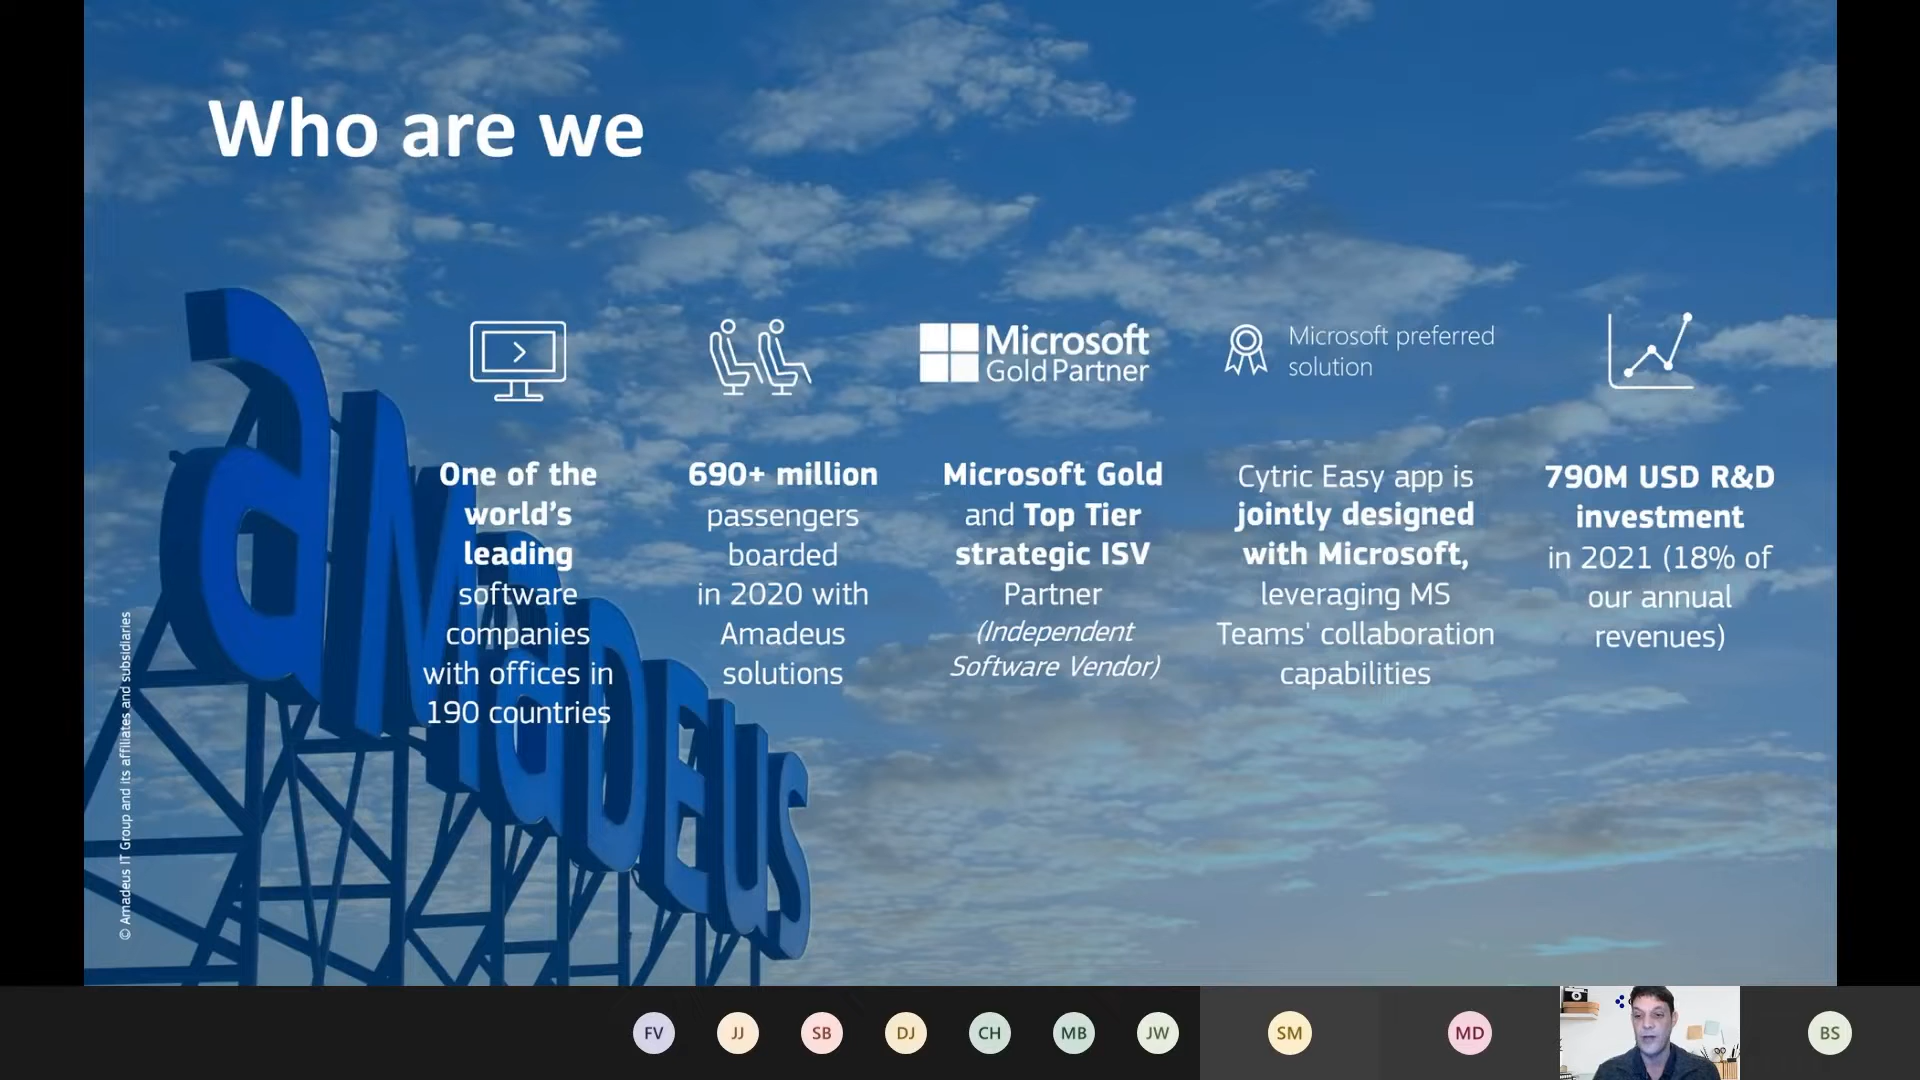 Who are we
Microsoft
Gold Partner
Microsoft preferred
solution
One of the
world's
leading
software
companies
with offices in
190 countries
690+ million
passengers
boarded
in 2020 with
Amadeus
solutions
Microsoft Gold
and Top Tier
strategic ISV
Partner
(Independent
Software Vendor)
Cytric Easy app is
jointly designed
with Microsoft,
leveraging MS
Teams' collaboration
capabilities
790M USD R&D
investment
in 2021 (18% of
our annual
revenues)
amadeus
© Amadeus IT Group and its affiliates and subsidiaries
FV
JJ
SB
DJ
CH
MB
JW
SM
MD
BS